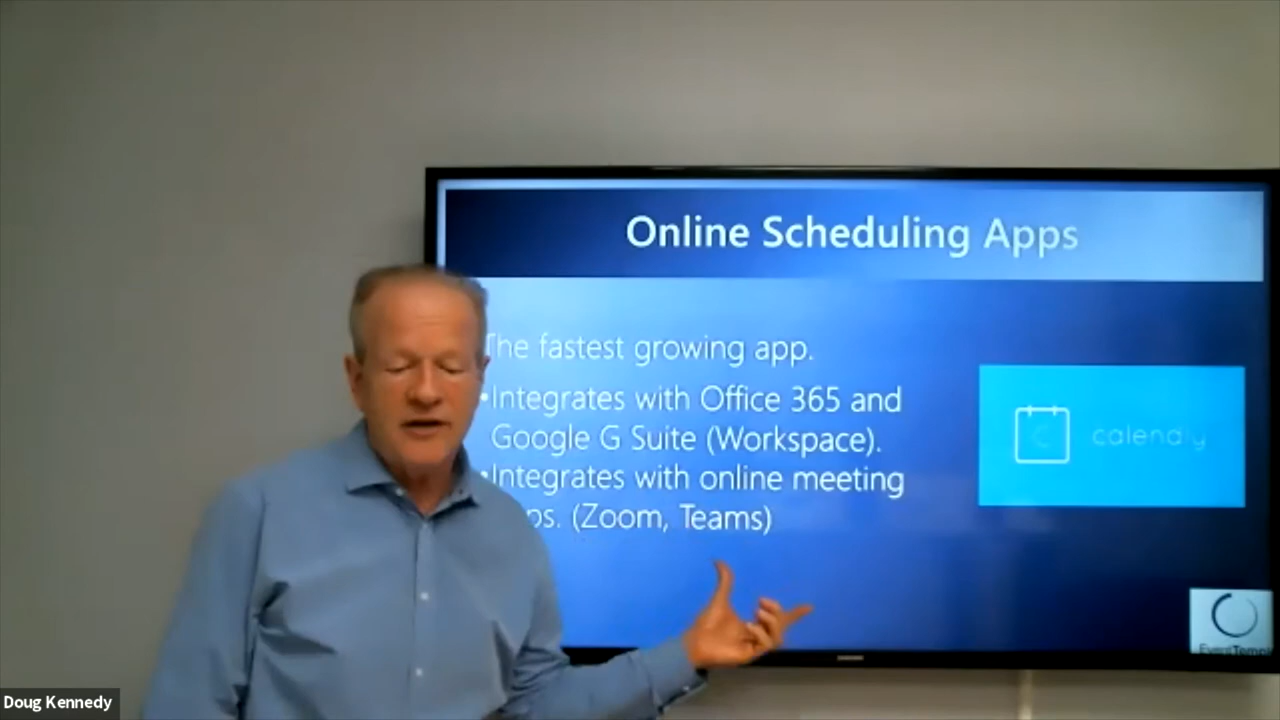 Online Scheduling Apps
The fastest growing app.
•Integrates with Office 365 and
Google G Suite (Workspace).
•Integrates with online meeting
(Zoom, Teams)
calendly
Doug Kennedy